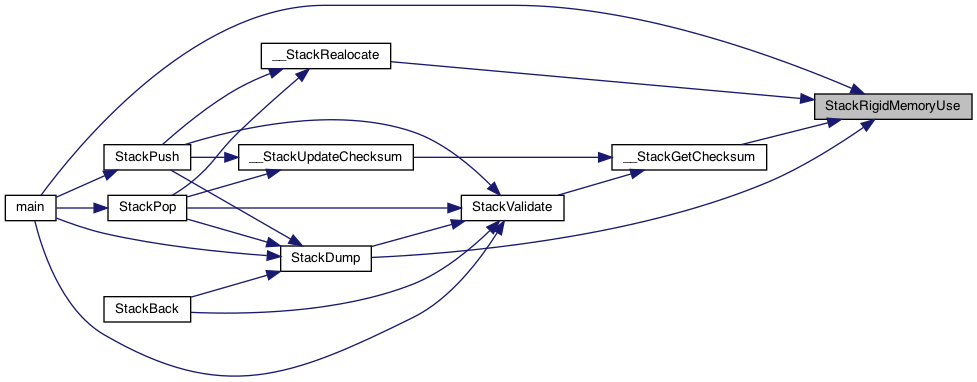 __StackRealocate
StackRigidMemoryUse
StackPush
__StackUpdateChecksum
__StackGetChecksum
main
StackPop
StackValidate
StackDump
StackBack